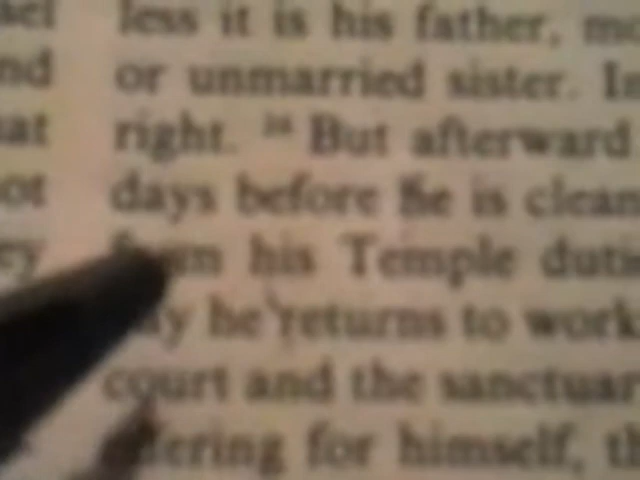 less it is his father, mo
or unmarried sister. In
right. 26 But afterward
days before he is clean
his Temple duti
he returns to work
court and the sanctuar
for himself, th